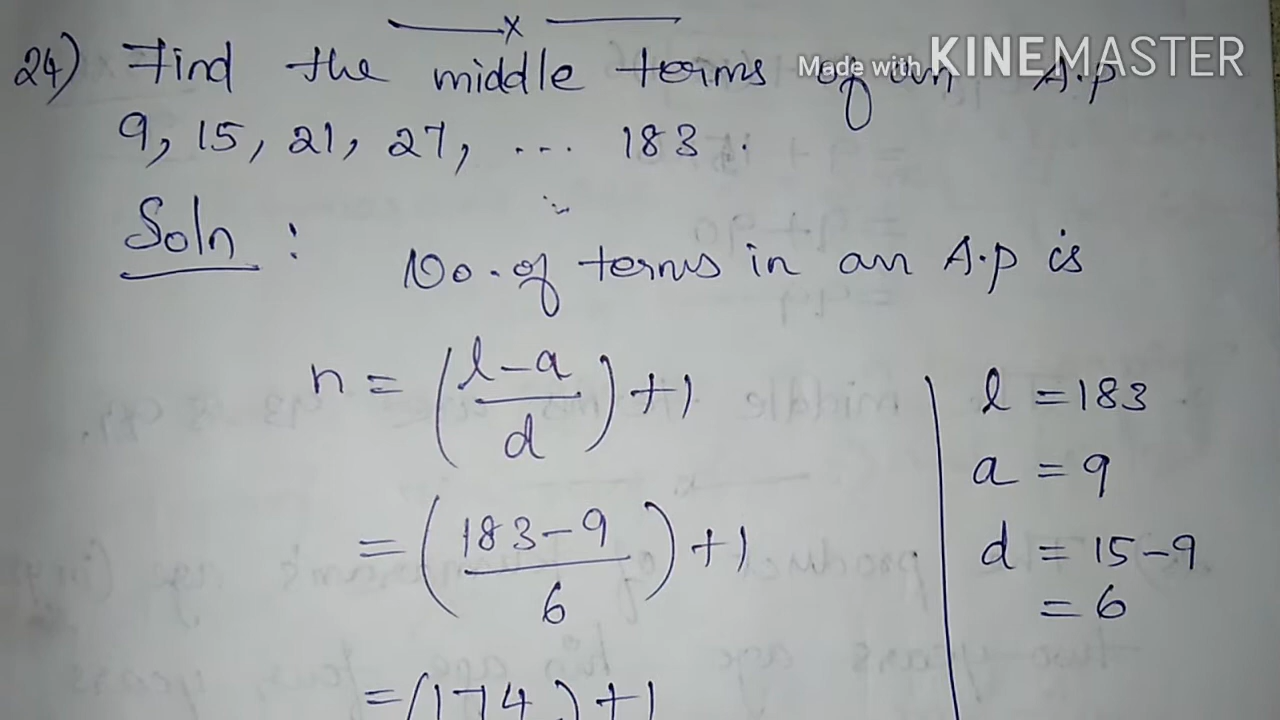 24) Find the middle terms of an A.P
Made with KINEMASTER
9, 15, 21, 27, ... 183.
Soln : No. of terms in an A.P is
n = (l-a/d) + 1
l = 183
a = 9
= (183-9/6) + 1
d = 15-9
= 6
= (174) + 1